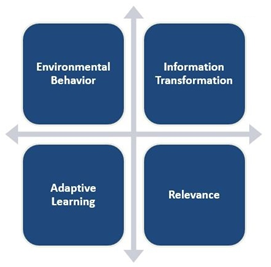 Environmental
Behavior
Information
Transformation
Adaptive
Learning
Relevance